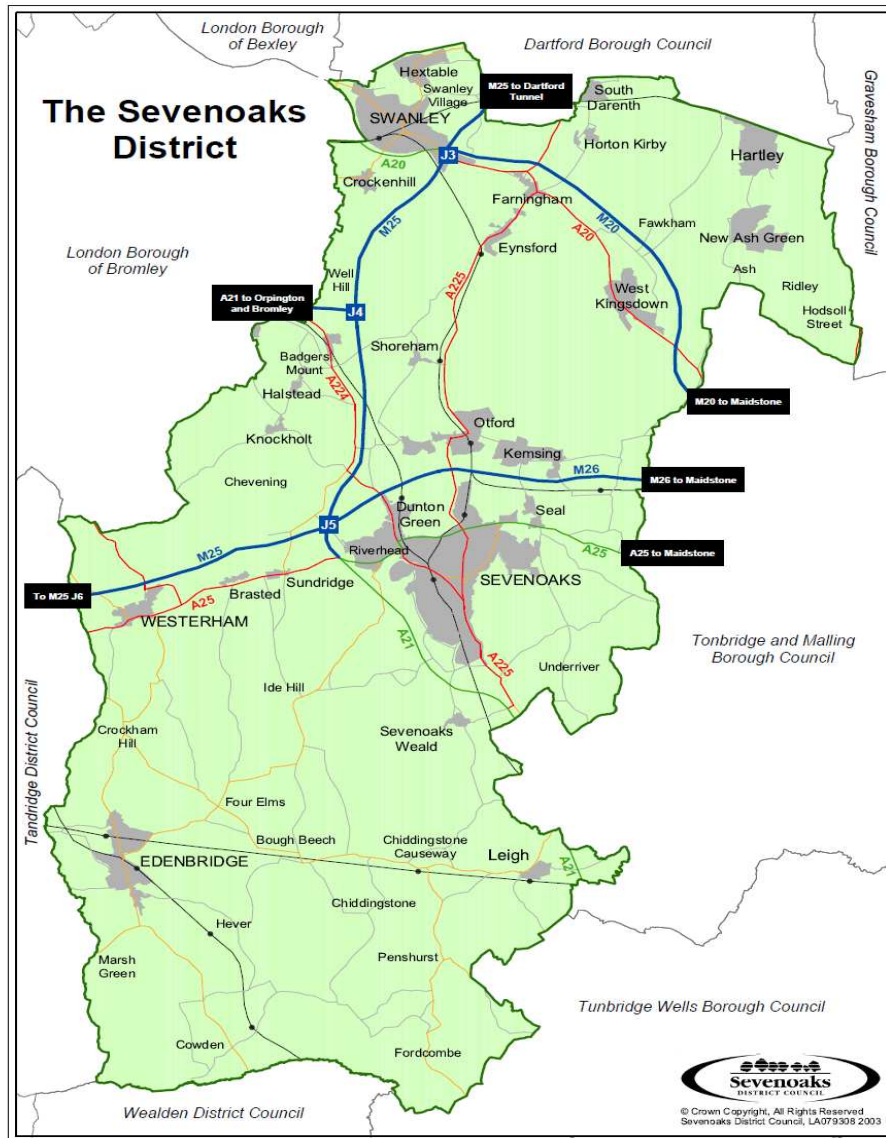 London Borough
of Bexley
Dartford Borough Council
Gravesham Borough Council
The Sevenoaks
District
Hextable
Swanley
Village
SWANLEY
M25 to Dartford
Tunnel
South
Darenth
Horton Kirby
Hartley
J3
A20
Crockenhill
Farningham
M20
Fawkham
M25
A20
New Ash Green
London Borough
of Bromley
Eynsford
Ash
Ridley
Well
Hill
A225
West
Kingsdown
Hodsoll
Street
A21 to Orpington
and Bromley
J4
Badgers
Mount
Shoreham
A224
Halstead
M20 to Maidstone
Otford
Knockholt
Kemsing
M26
Chevening
M26 to Maidstone
Dunton
Green
Seal
J5
M25
Riverhead
A25
A25 to Maidstone
SEVENOAKS
To M25 J6
Sundridge
Brasted
A25
WESTERHAM
A21
Tonbridge and Malling
Borough Council
Underriver
A225
Ide Hill
Sevenoaks
Weald
Crockham
Hill
Tandridge District Council
Four Elms
Bough Beech
Chiddingstone
Causeway
Leigh
A21
EDENBRIDGE
Chiddingstone
Hever
Marsh
Green
Penshurst
Tunbridge Wells Borough Council
Cowden
Fordcombe
Wealden District Council
Sevenoaks
DISTRICT COUNCIL
© Crown Copyright, All Rights Reserved
Sevenoaks District Council, LA079308 2003